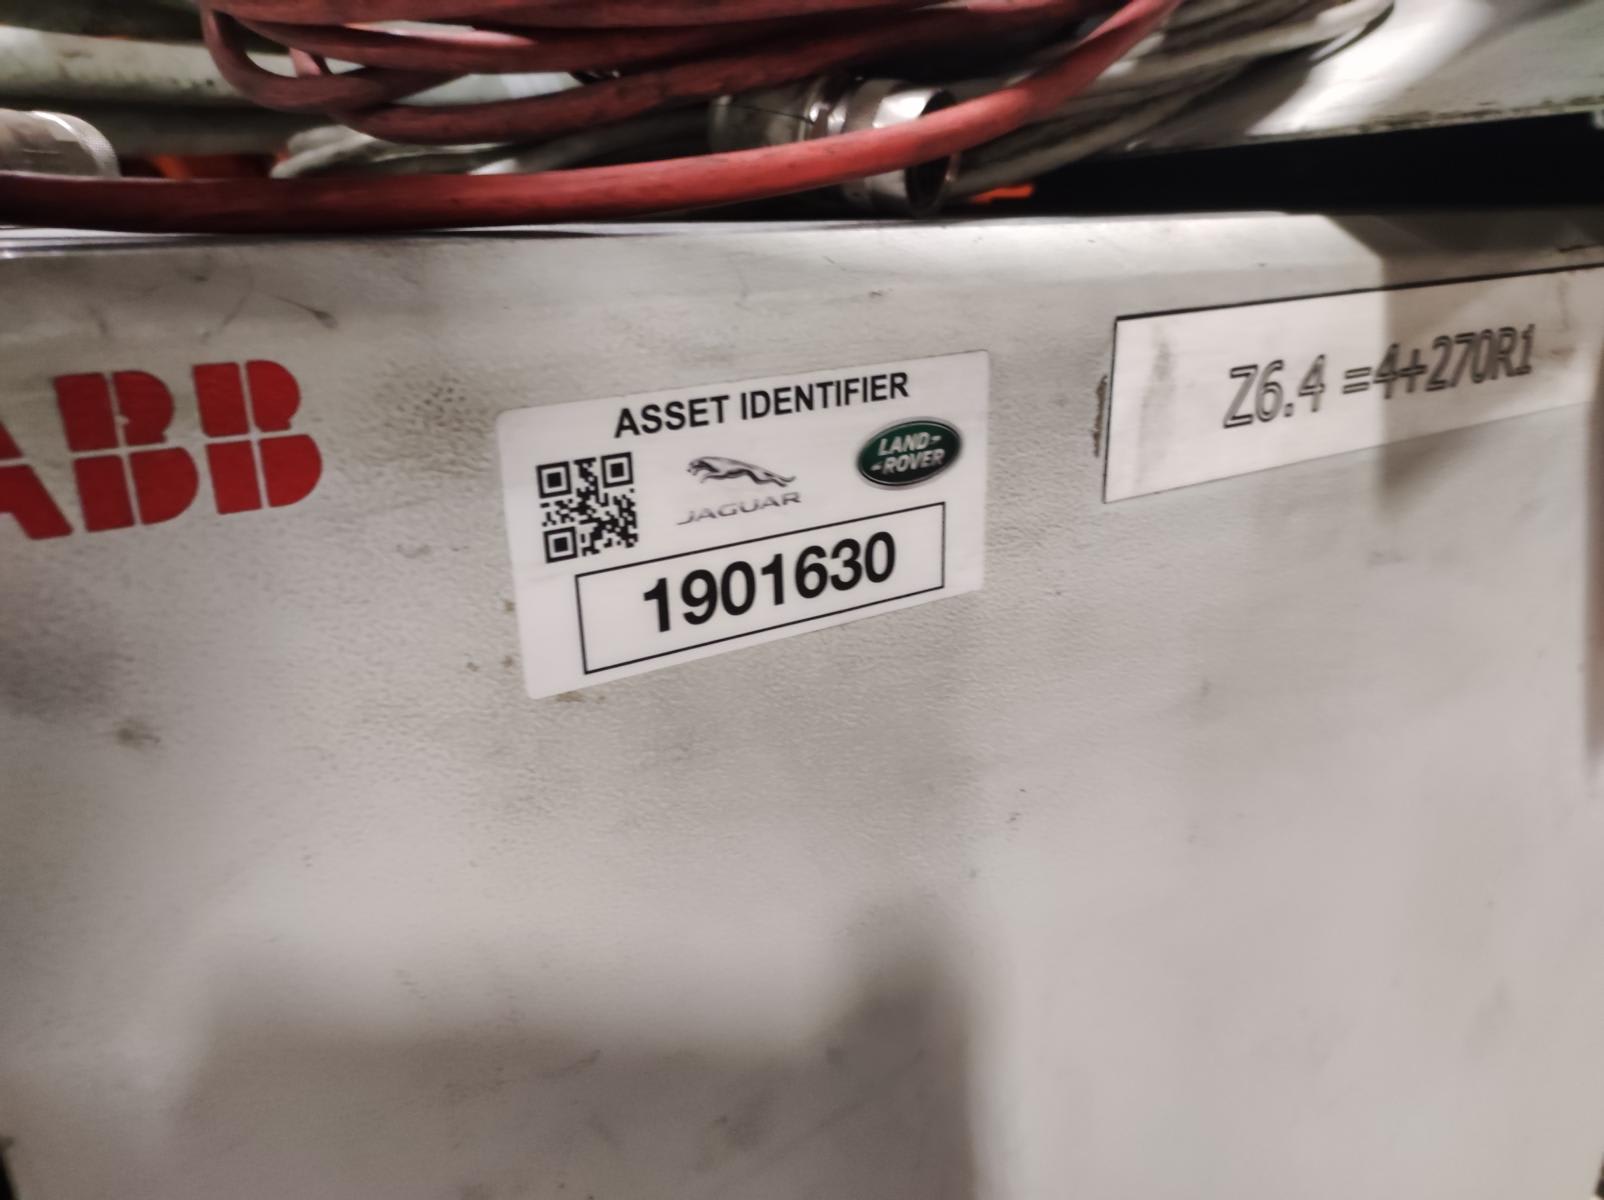 ABB
ASSET IDENTIFIER
JAGUAR
LAND-
-ROVER
1901630
Z6.4 =4+270R1